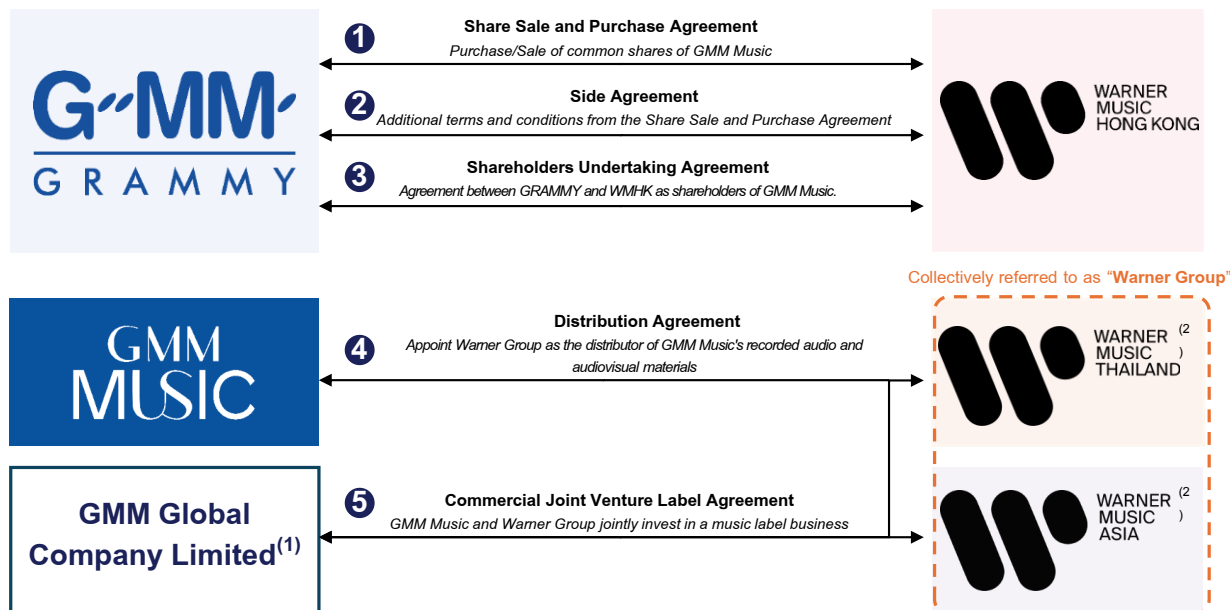 Share Sale and Purchase Agreement
1
Purchase/Sale of common shares of GMM Music
GMM
GRAMMY
Side Agreement
2
Additional terms and conditions from the Share Sale and Purchase Agreement
Shareholders Undertaking Agreement
3
Agreement between GRAMMY and WMHK as shareholders of GMM Music.
WARNER
MUSIC
HONG KONG
Collectively referred to as “Warner Group”
GMM
MUSIC
Distribution Agreement
4
Appoint Warner Group as the distributor of GMM Music's recorded audio and
audiovisual materials
WARNER (2
MUSIC )
THAILAND
GMM Global
Company Limited(1)
5
Commercial Joint Venture Label Agreement
GMM Music and Warner Group jointly invest in a music label business
WARNER (2
MUSIC )
ASIA